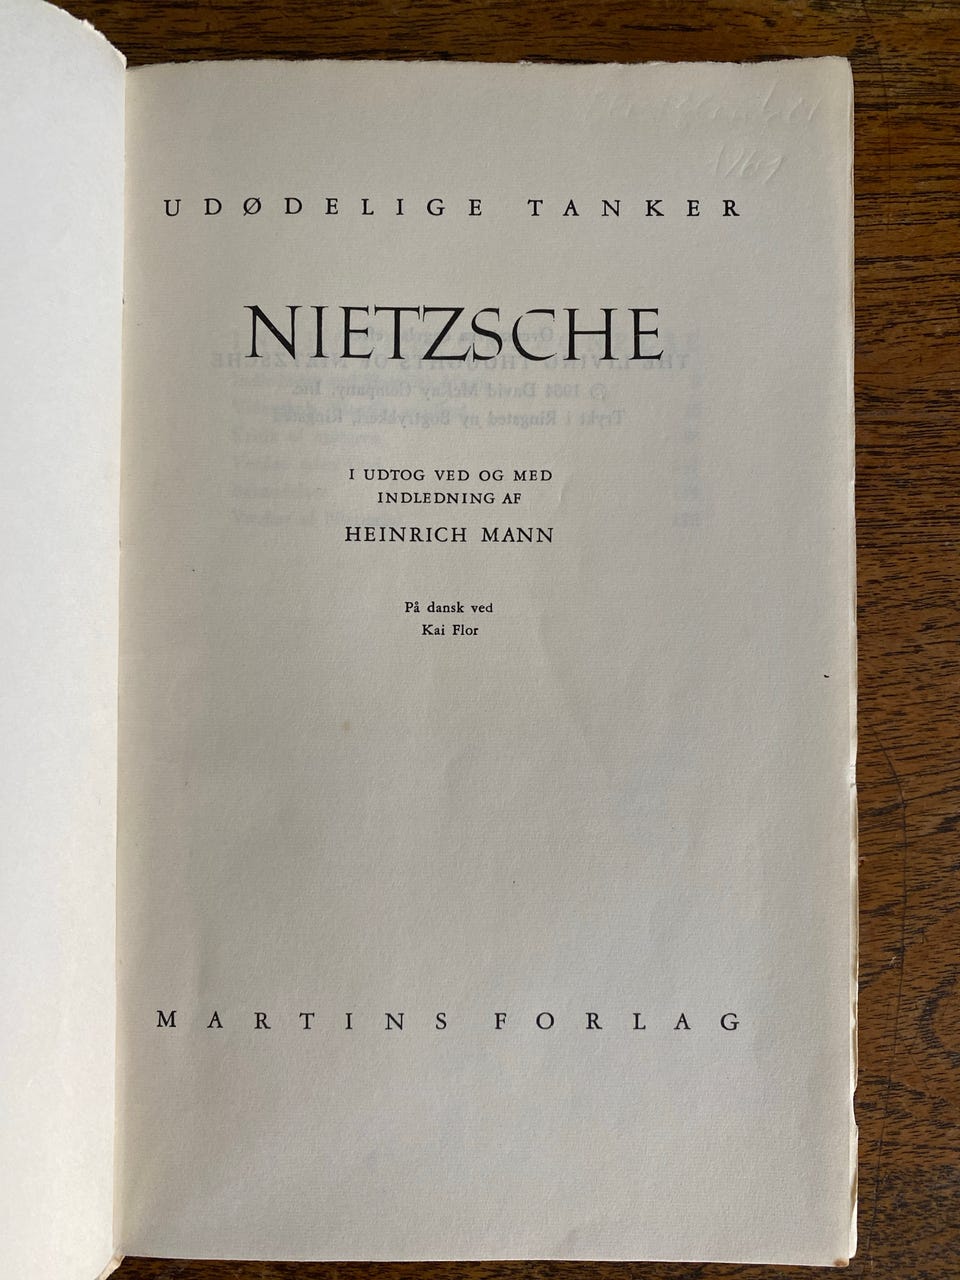 UDØDELIGE TANKER
NIETZSCHE
I UDTOG VED OG MED
INDLEDNING AF
HEINRICH MANN
På dansk ved
Kai Flor
MARTINS FORLAG